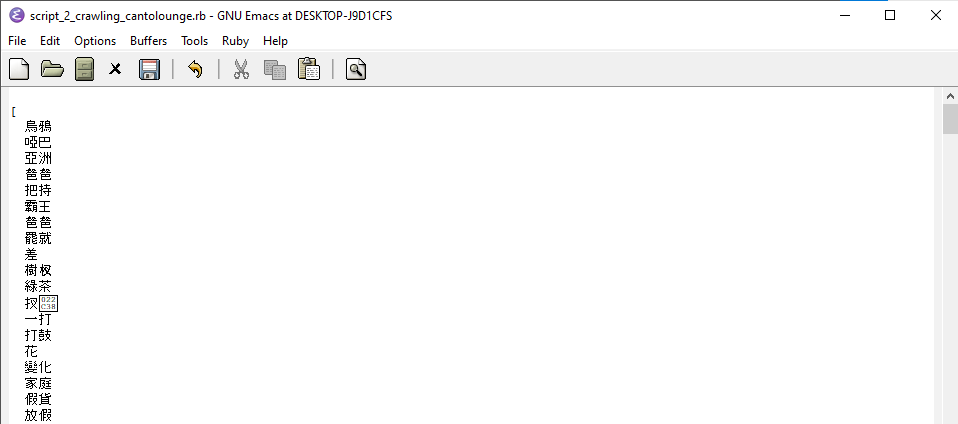 script_2_crawling_cantolounge.rb - GNU Emacs at DESKTOP-J9D1CFS
File Edit Options Buffers Tools Ruby Help
[
烏鴉
啞巴
亞洲
爸爸
把持
霸王
爸爸
罷就
差
樹杈
綠茶
扠𢰸
一打
打鼓
花
變化
家庭
假貨
放假